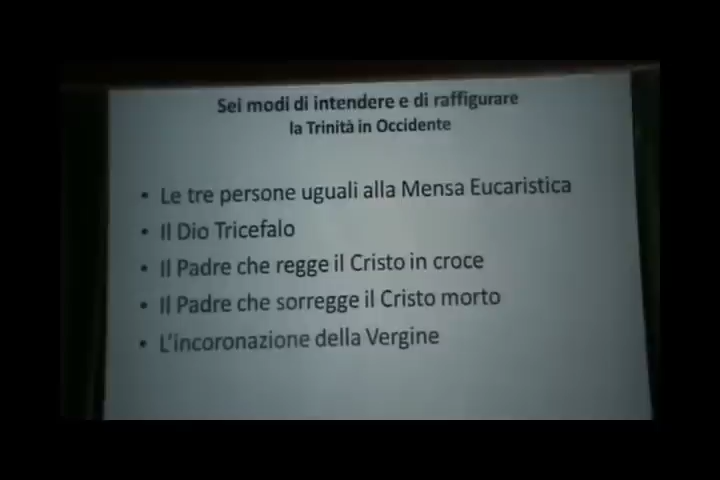 Sei modi di intendere e di raffigurare
la Trinità in Occidente
• Le tre persone uguali alla Mensa Eucaristica
• Il Dio Tricefalo
• Il Padre che regge il Cristo in croce
• Il Padre che sorregge il Cristo morto
• L'incoronazione della Vergine